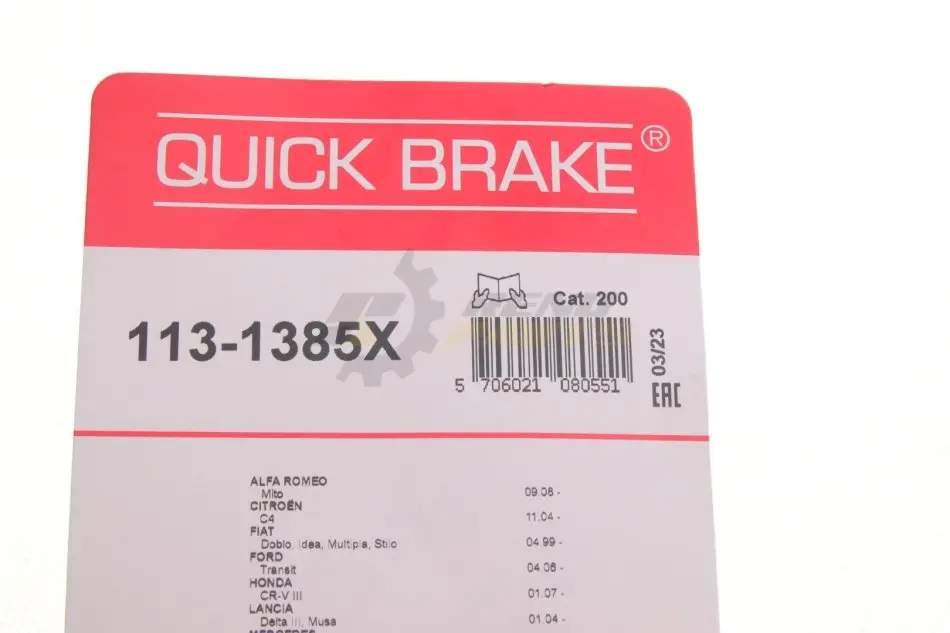 QUICK BRAKE®
Cat. 200
113-1385X
5 706021 080551
03/23
EAC
ALFA ROMEO
Mito 09.08 -
CITROËN
C4 11.04 -
FIAT
Doblo, Idea, Multipla, Stilo 04.99 -
FORD
Transit 04.06 -
HONDA
CR-V III 01.07 -
LANCIA
Delta III, Musa 01.04 -